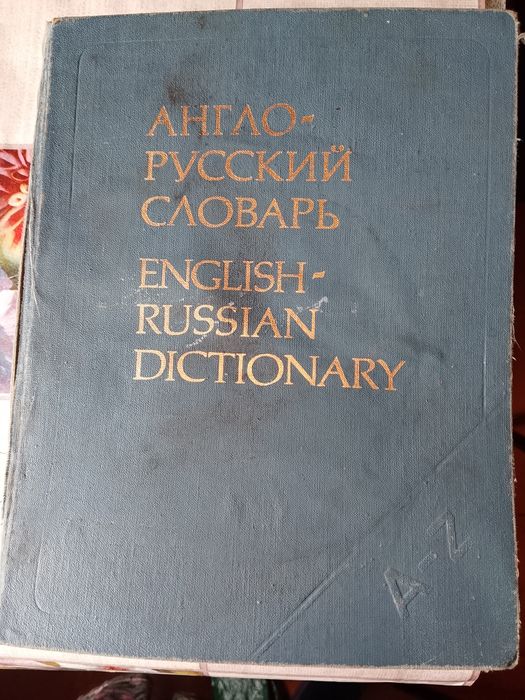 АНГЛО-
РУССКИЙ
СЛОВАРЬ
ENGLISH-
RUSSIAN
DICTIONARY
A-Z